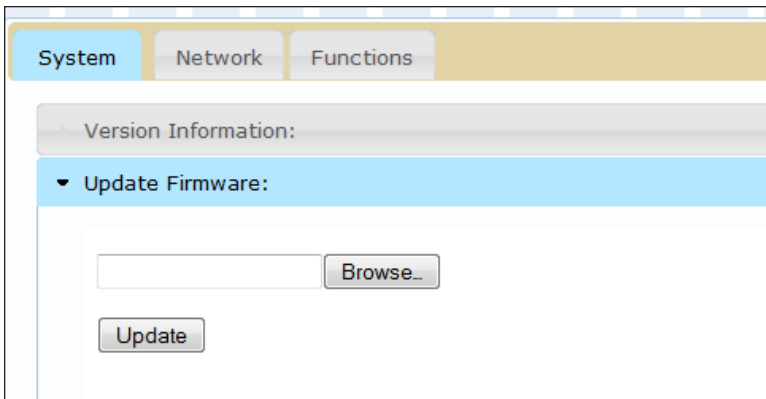 System Network Functions
Version Information:
Update Firmware:
Browse...
Update